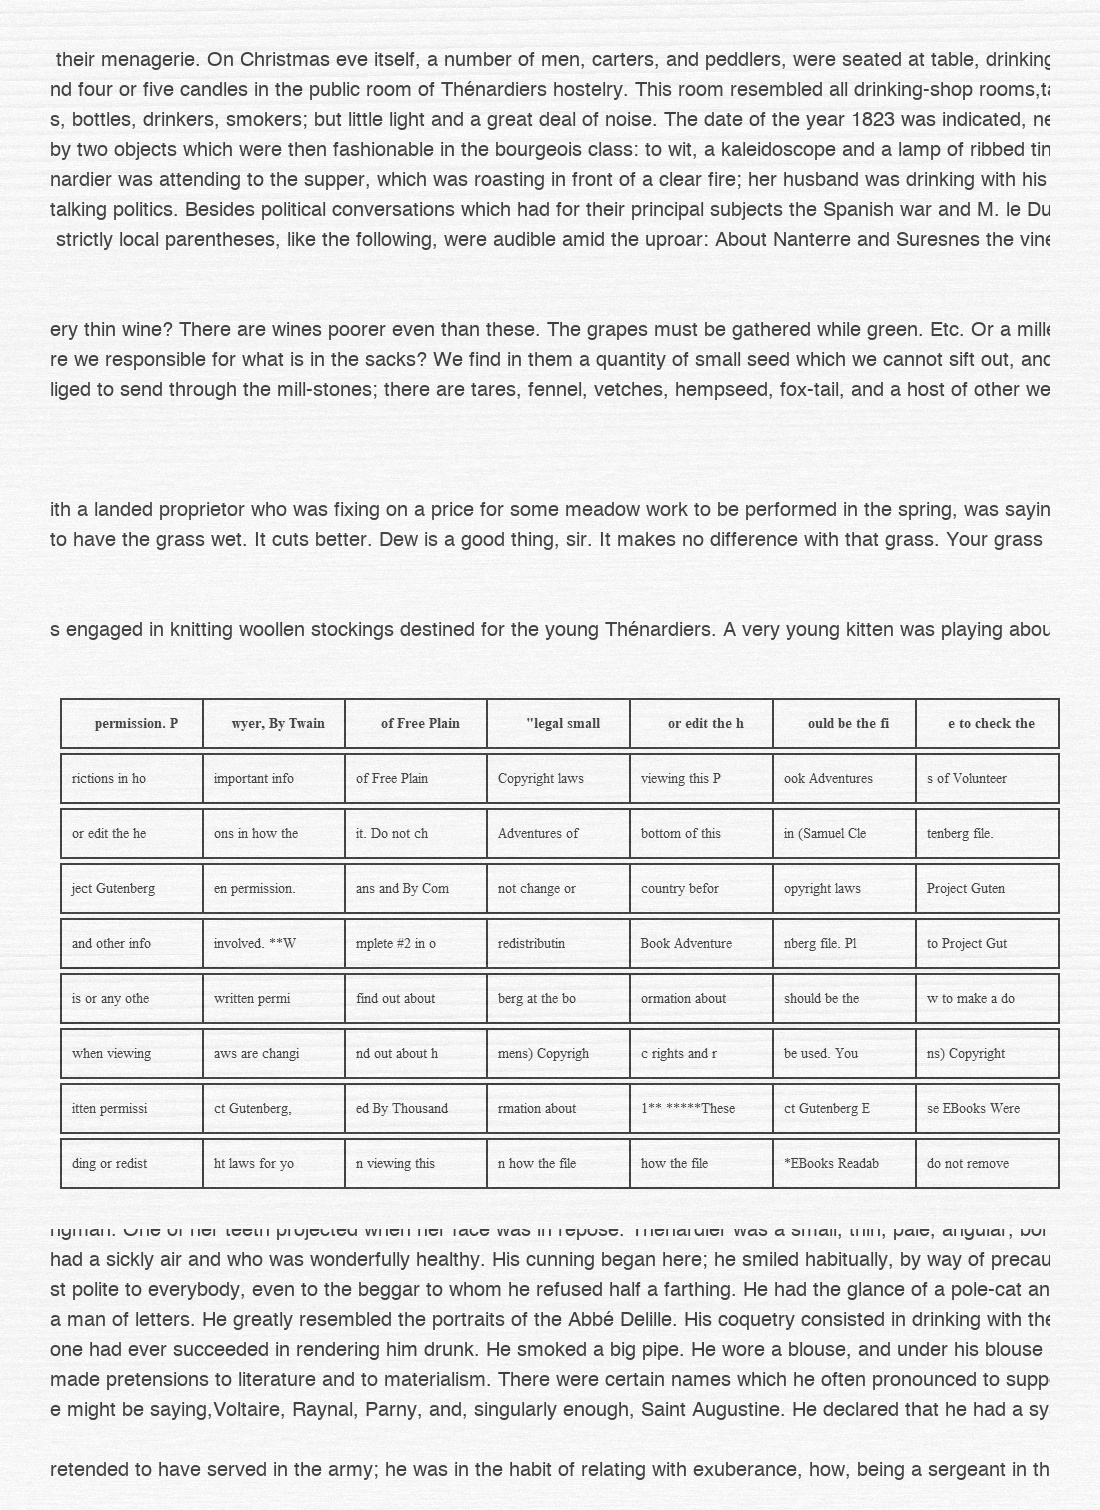 their menagerie. On Christmas eve itself, a number of men, carters, and peddlers, were seated at table, drinking
nd four or five candles in the public room of Thénardiers hostelry. This room resembled all drinking-shop rooms,ta
s, bottles, drinkers, smokers; but little light and a great deal of noise. The date of the year 1823 was indicated, ne
by two objects which were then fashionable in the bourgeois class: to wit, a kaleidoscope and a lamp of ribbed tin
nardier was attending to the supper, which was roasting in front of a clear fire; her husband was drinking with his
talking politics. Besides political conversations which had for their principal subjects the Spanish war and M. le Du
strictly local parentheses, like the following, were audible amid the uproar: About Nanterre and Suresnes the vine
ery thin wine? There are wines poorer even than these. The grapes must be gathered while green. Etc. Or a mille
re we responsible for what is in the sacks? We find in them a quantity of small seed which we cannot sift out, and
liged to send through the mill-stones; there are tares, fennel, vetches, hempseed, fox-tail, and a host of other we
ith a landed proprietor who was fixing on a price for some meadow work to be performed in the spring, was sayin
to have the grass wet. It cuts better. Dew is a good thing, sir. It makes no difference with that grass. Your grass
s engaged in knitting woollen stockings destined for the young Thénardiers. A very young kitten was playing abou
permission. P wyer, By Twain of Free Plain "legal small or edit the h ould be the fi e to check the
rictions in ho important info of Free Plain Copyright laws viewing this P ook Adventures s of Volunteer
or edit the he ons in how the it. Do not ch Adventures of bottom of this in (Samuel Cle tenberg file.
ject Gutenberg en permission. ans and By Com not change or country befor opyright laws Project Guten
and other info involved. **W mplete #2 in o redistributin Book Adventure nberg file. Pl to Project Gut
is or any othe written permi find out about berg at the bo ormation about should be the w to make a do
when viewing aws are changi nd out about h mens) Copyrigh c rights and r be used. You ns) Copyright
itten permissi ct Gutenberg, ed By Thousand rmation about 1** *****These ct Gutenberg E se EBooks Were
ding or redist ht laws for yo n viewing this n how the file how the file *EBooks Readab do not remove
ngman. One of her teeth projected when her face was in repose. Thénardier was a small, thin, pale, angular, bon
had a sickly air and who was wonderfully healthy. His cunning began here; he smiled habitually, by way of precau
st polite to everybody, even to the beggar to whom he refused half a farthing. He had the glance of a pole-cat an
a man of letters. He greatly resembled the portraits of the Abbé Delille. His coquetry consisted in drinking with the
one had ever succeeded in rendering him drunk. He smoked a big pipe. He wore a blouse, and under his blouse
made pretensions to literature and to materialism. There were certain names which he often pronounced to supp
e might be saying,Voltaire, Raynal, Parny, and, singularly enough, Saint Augustine. He declared that he had a sy
retended to have served in the army; he was in the habit of relating with exuberance, how, being a sergeant in th